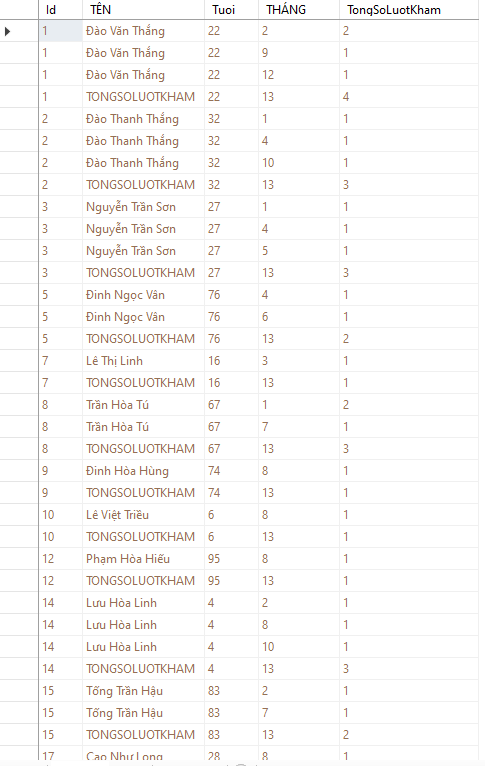 Id TÊN Tuoi THÁNG TongSoLuotKham
1 Đào Văn Thắng 22 2 2
1 Đào Văn Thắng 22 9 1
1 Đào Văn Thắng 22 12 1
1 TONGSOLUOTKHAM 22 13 4
2 Đào Thanh Thắng 32 1 1
2 Đào Thanh Thắng 32 4 1
2 Đào Thanh Thắng 32 10 1
2 TONGSOLUOTKHAM 32 13 3
3 Nguyễn Trần Sơn 27 1 1
3 Nguyễn Trần Sơn 27 4 1
3 Nguyễn Trần Sơn 27 5 1
3 TONGSOLUOTKHAM 27 13 3
5 Đinh Ngọc Vân 76 4 1
5 Đinh Ngọc Vân 76 6 1
5 TONGSOLUOTKHAM 76 13 2
7 Lê Thị Linh 16 3 1
7 TONGSOLUOTKHAM 16 13 1
8 Trần Hòa Tú 67 1 2
8 Trần Hòa Tú 67 7 1
8 TONGSOLUOTKHAM 67 13 3
9 Đinh Hòa Hùng 74 8 1
9 TONGSOLUOTKHAM 74 13 1
10 Lê Việt Triều 6 8 1
10 TONGSOLUOTKHAM 6 13 1
12 Phạm Hòa Hiếu 95 8 1
12 TONGSOLUOTKHAM 95 13 1
14 Lưu Hòa Linh 4 2 1
14 Lưu Hòa Linh 4 8 1
14 Lưu Hòa Linh 4 10 1
14 TONGSOLUOTKHAM 4 13 3
15 Tống Trần Hậu 83 2 1
15 Tống Trần Hậu 83 7 1
15 TONGSOLUOTKHAM 83 13 2
17 Cao Như Long 28 8 1